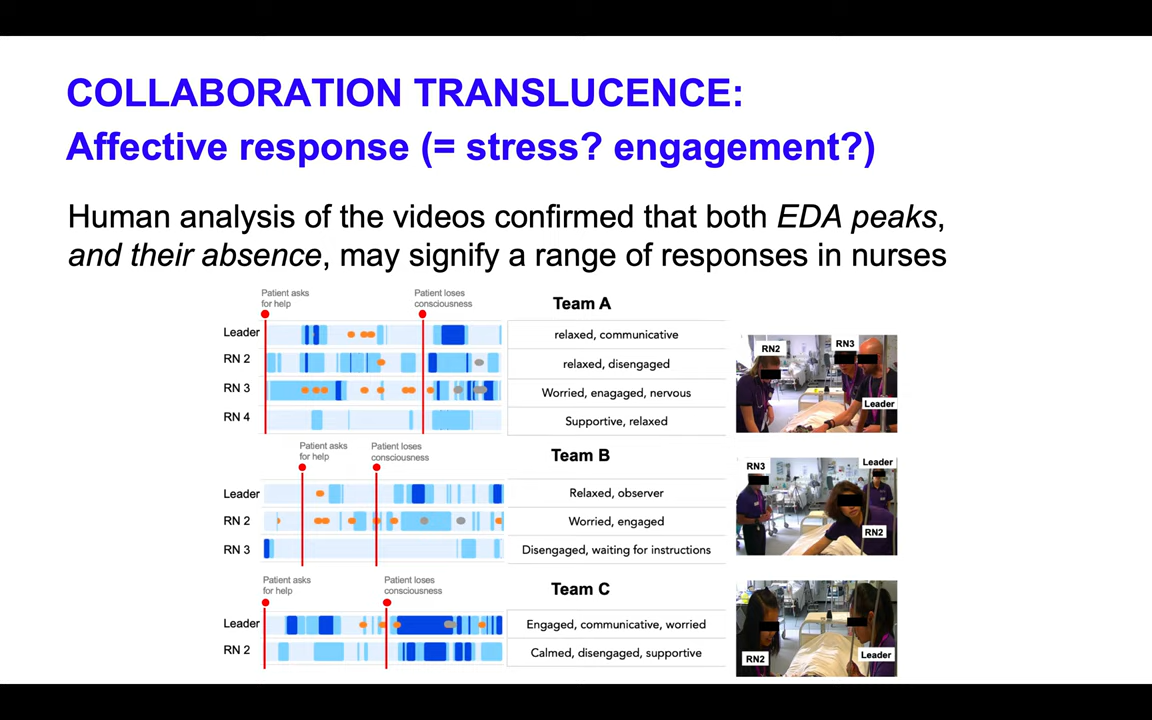 COLLABORATION TRANSLUCENCE:
Affective response (= stress? engagement?)
Human analysis of the videos confirmed that both EDA peaks,
and their absence, may signify a range of responses in nurses
Patient asks
for help
Patient loses
consciousness
Team A
Leader
relaxed, communicative
RN 2
relaxed, disengaged
RN 3
Worried, enagaged, nervous
RN 4
Supportive, relaxed
RN2
RN3
Leader
Patient asks
for help
Patient loses
consciousness
Team B
Leader
Relaxed, observer
RN 2
Worried, engaged
RN 3
Disengaged, waiting for instructions
RN3
Leader
RN2
Patient asks
for help
Patient loses
consciousness
Team C
Leader
Engaged, communicative, worried
RN 2
Calmed, disengaged, supportive
RN2
Leader